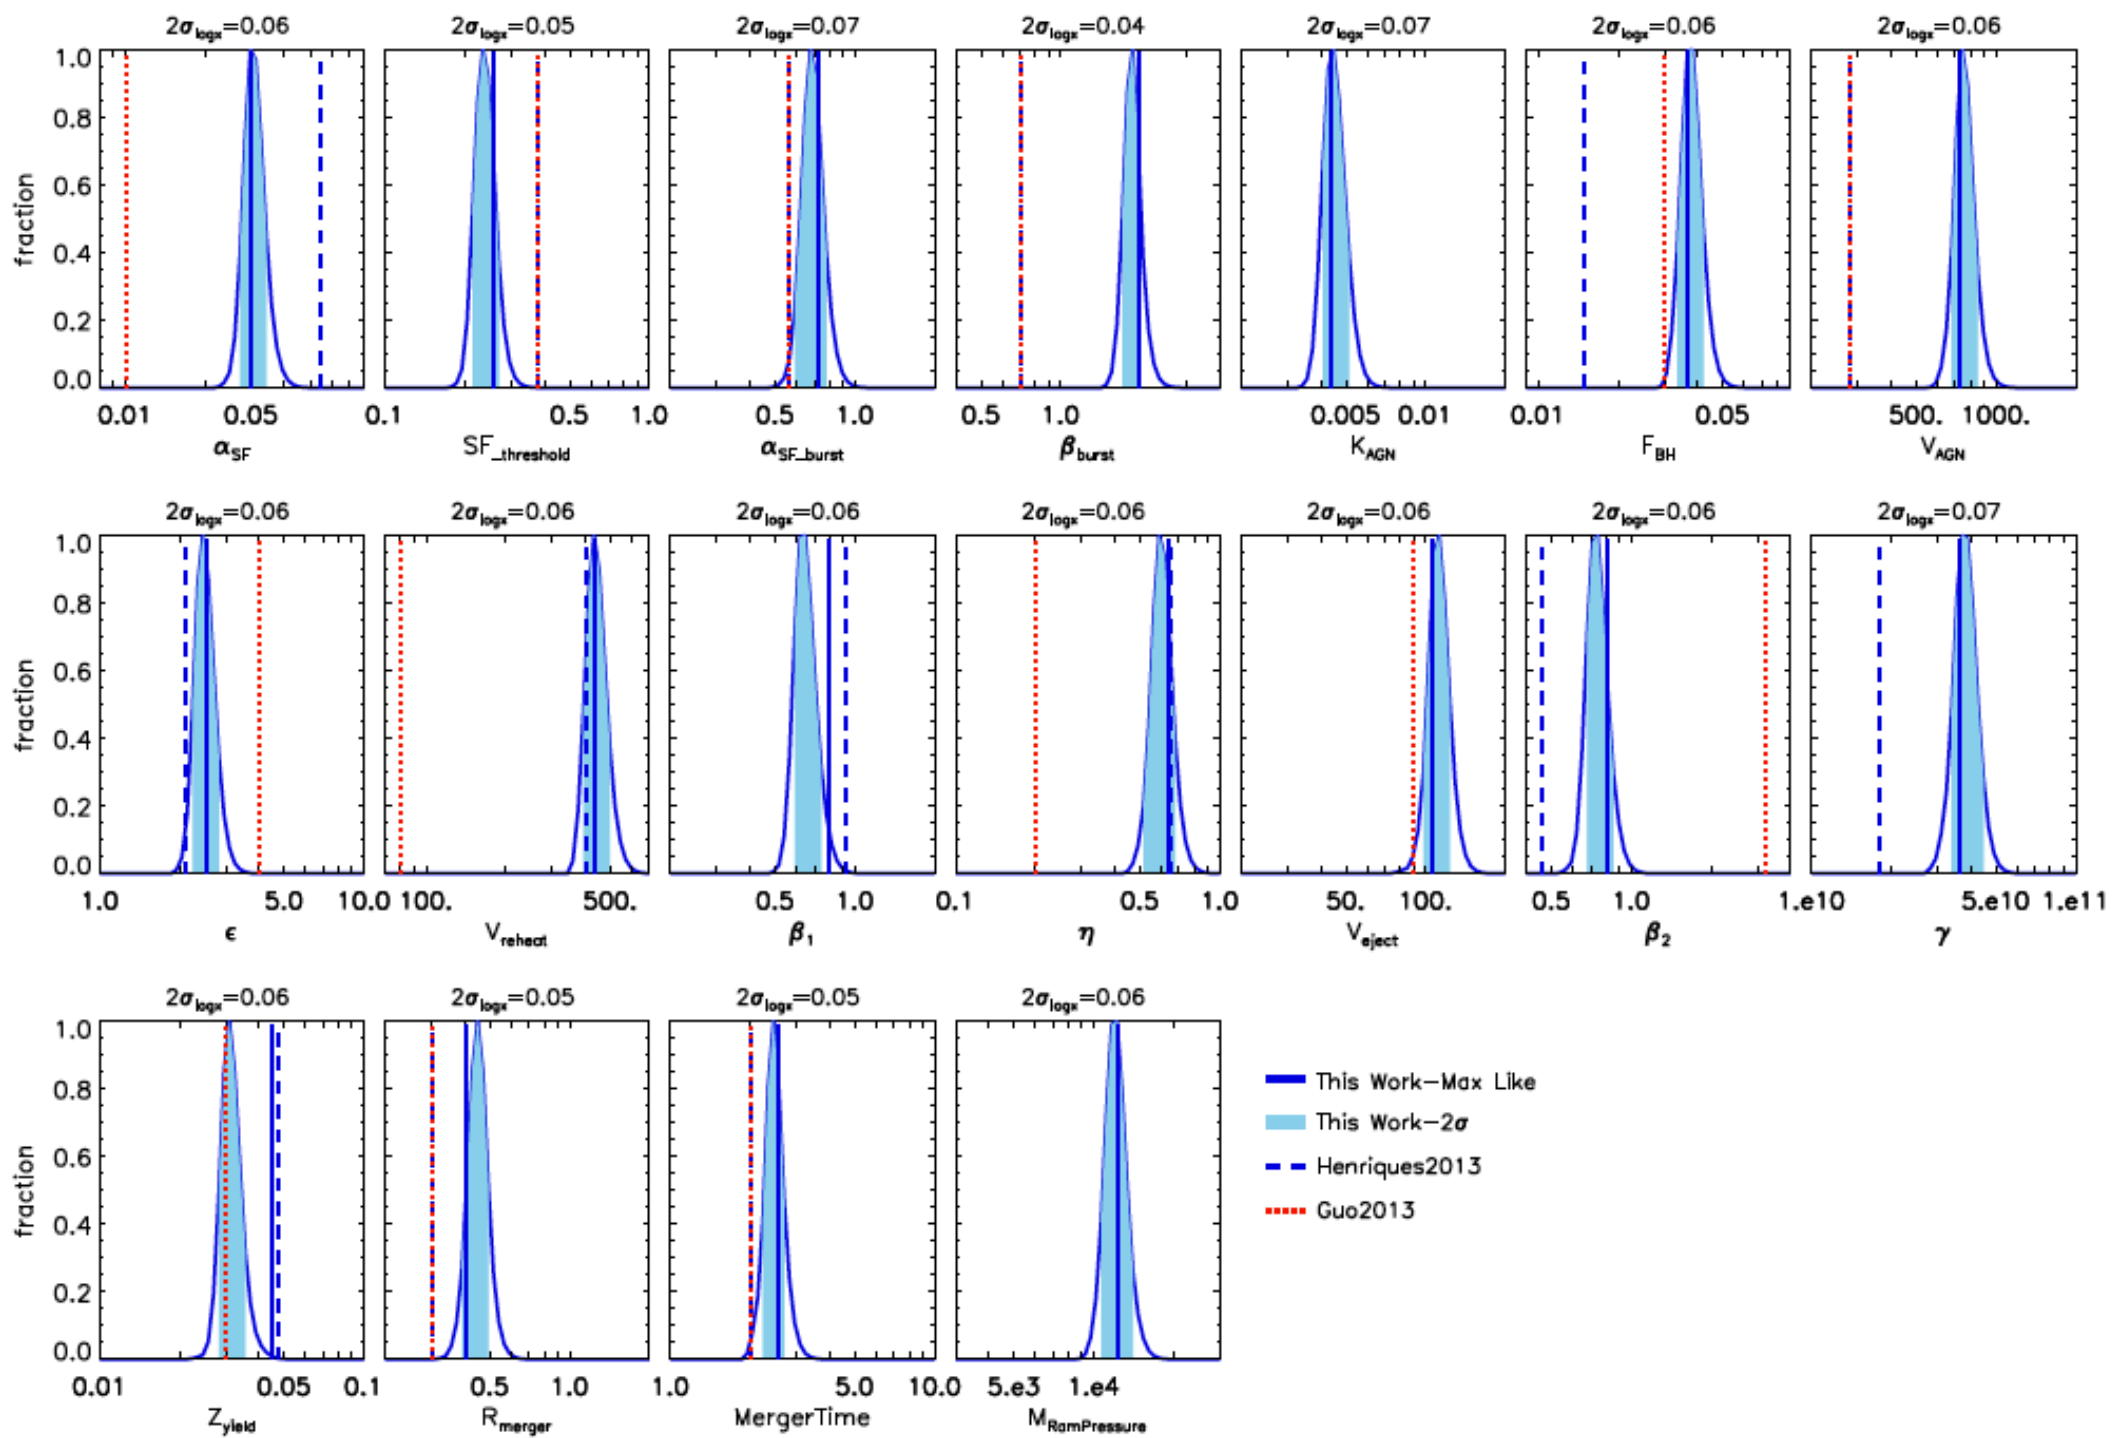 2σlogx=0.06 2σlogx=0.05 2σlogx=0.07 2σlogx=0.04 2σlogx=0.07 2σlogx=0.06 2σlogx=0.06
1.0
0.8
0.6
0.4
0.2
0.0
fraction
0.01 0.05 0.1 0.5 1.0 0.5 1.0 0.5 1.0 0.005 0.01 0.01 0.05 500. 1000.
αSF SF_threshold αSF_burst βburst KAGN FBH VAGN
2σlogx=0.06 2σlogx=0.06 2σlogx=0.06 2σlogx=0.06 2σlogx=0.06 2σlogx=0.06 2σlogx=0.07
1.0
0.8
0.6
0.4
0.2
0.0
fraction
1.0 5.0 10.0 100. 500. 0.5 1.0 0.1 0.5 1.0 50. 100. 0.5 1.0 1.e10 5.e10 1.e11
ϵ Vreheat β1 η Veject β2 γ
2σlogx=0.06 2σlogx=0.05 2σlogx=0.05 2σlogx=0.06
1.0
0.8
0.6
0.4
0.2
0.0
fraction
0.01 0.05 0.1 0.5 1.0 1.0 5.0 10.0 5.e3 1.e4
Zyield Rmerger MergerTime MRamPressure
This Work-Max Like
This Work-2σ
Henriques2013
Guo2013